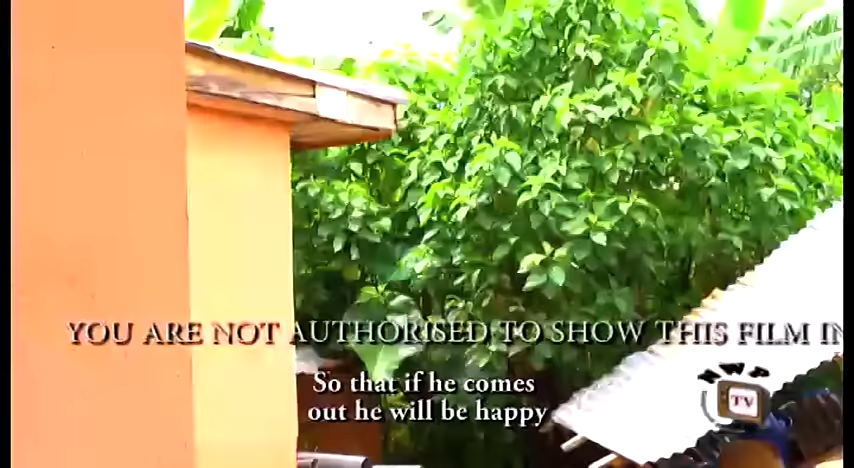 YOU ARE NOT AUTHORISED TO SHOW THIS FILM IN
So that if he comes
out he will be happy
NWP
TV